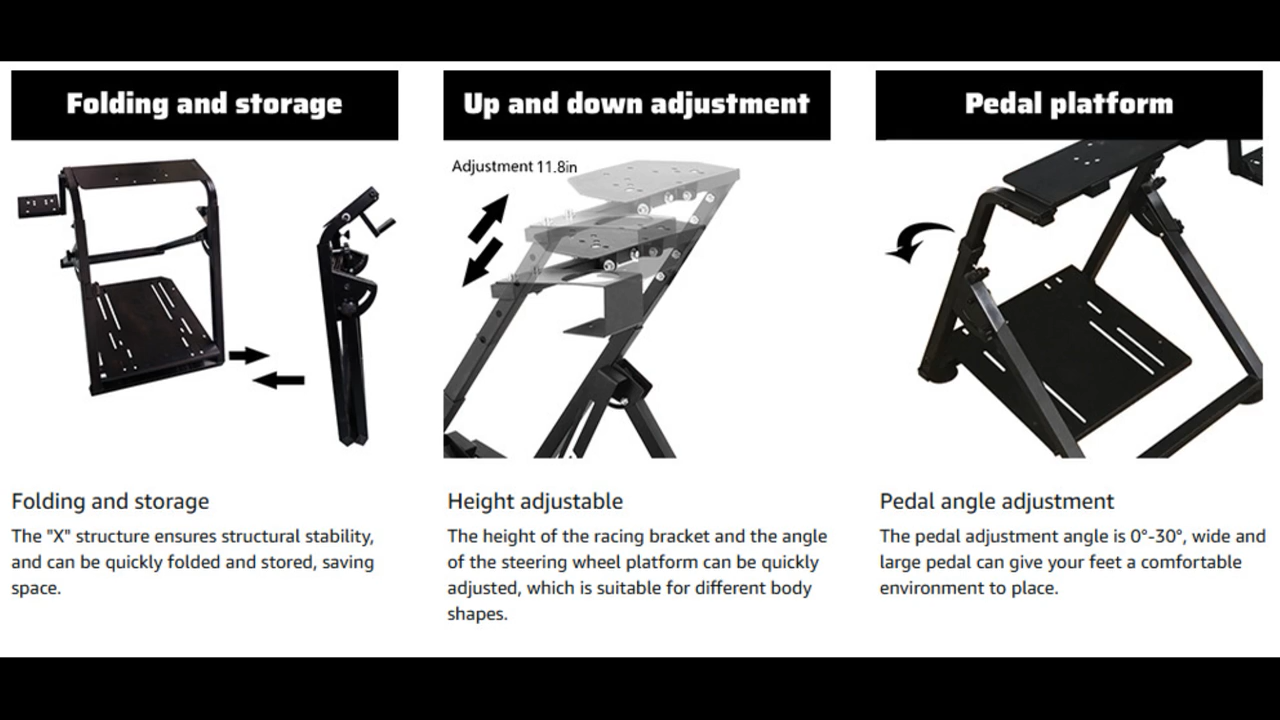 Folding and storage
Up and down adjustment
Pedal platform
Adjustment 11.8in
Folding and storage
The "X" structure ensures structural stability,
and can be quickly folded and stored, saving
space.
Height adjustable
The height of the racing bracket and the angle
of the steering wheel platform can be quickly
adjusted, which is suitable for different body
shapes.
Pedal angle adjustment
The pedal adjustment angle is 0°-30°, wide and
large pedal can give your feet a comfortable
environment to place.